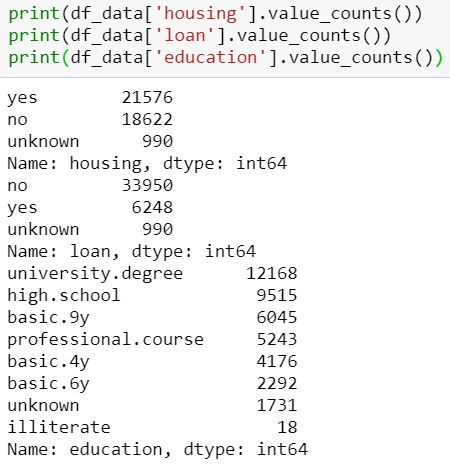 print(df_data['housing'].value_counts())
print(df_data['loan'].value_counts())
print(df_data['education'].value_counts())
yes 21576
no 18622
unknown 990
Name: housing, dtype: int64
no 33950
yes 6248
unknown 990
Name: loan, dtype: int64
university.degree 12168
high.school 9515
basic.9y 6045
professional.course 5243
basic.4y 4176
basic.6y 2292
unknown 1731
illiterate 18
Name: education, dtype: int64